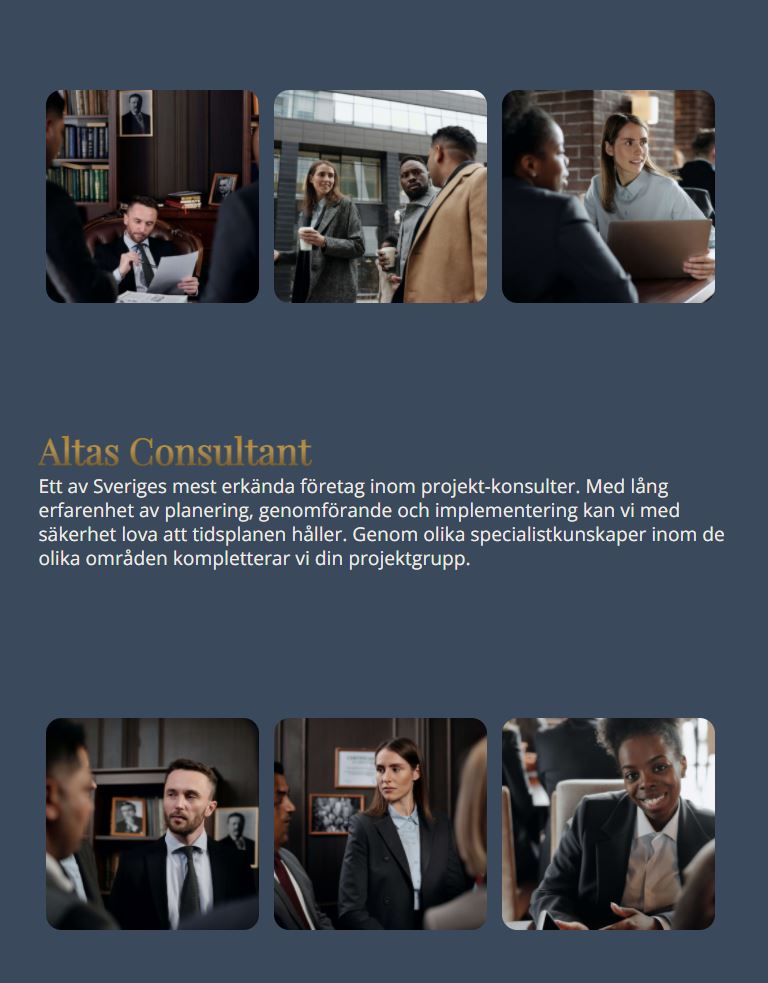 Altas Consultant
Ett av Sveriges mest erkända företag inom projekt-konsulter. Med lång
erfarenhet av planering, genomförande och implementering kan vi med
säkerhet lova att tidsplanen håller. Genom olika specialistkunskaper inom de
olika områden kompletterar vi din projektgrupp.